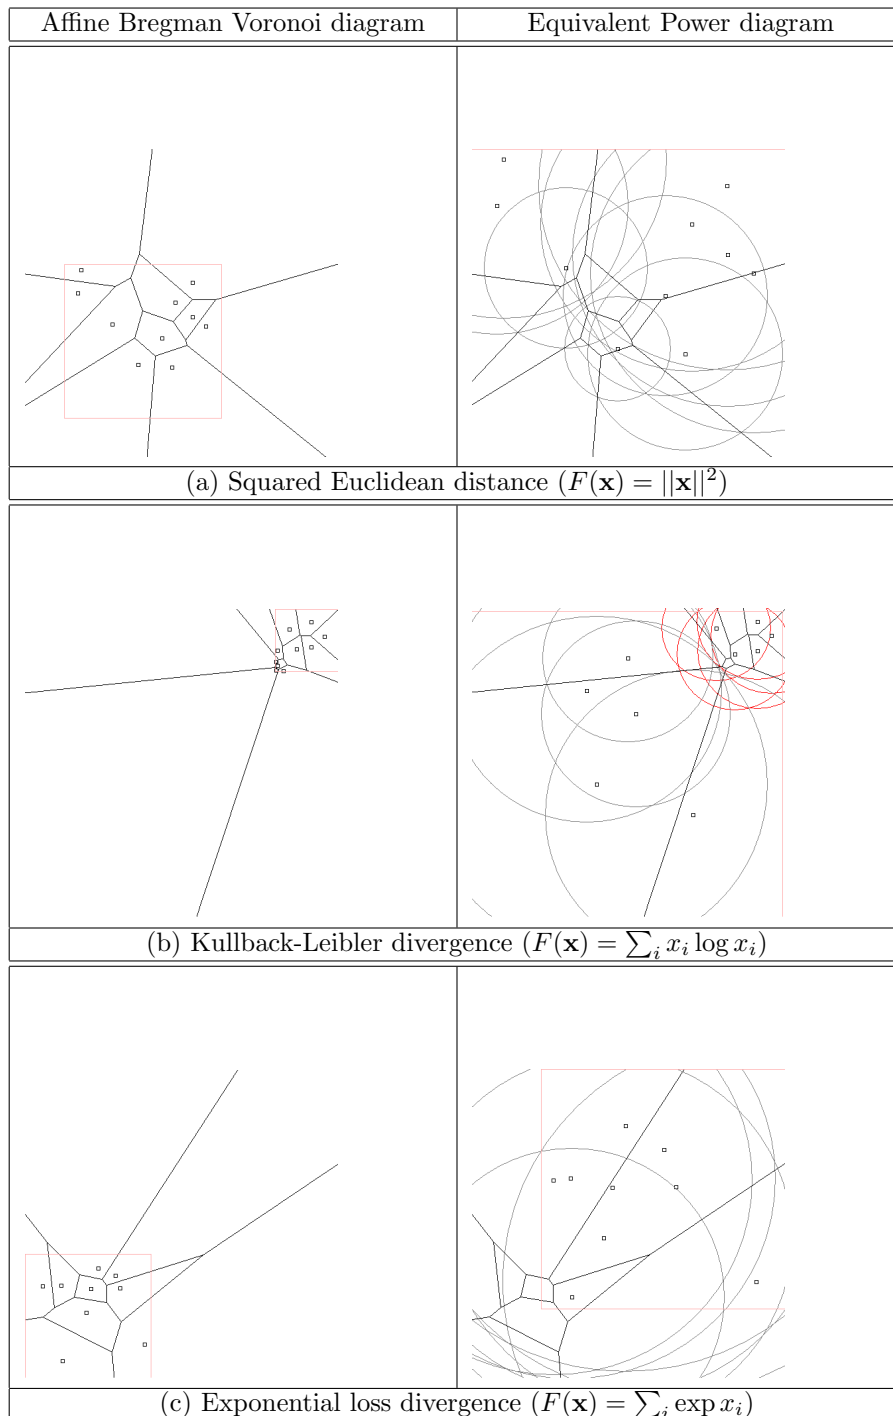 Affine Bregman Voronoi diagram Equivalent Power diagram
(a) Squared Euclidean distance (F(x) = ||x||²)
(b) Kullback-Leibler divergence (F(x) = ∑ᵢ xᵢ log xᵢ)
(c) Exponential loss divergence (F(x) = ∑ᵢ exp xᵢ)